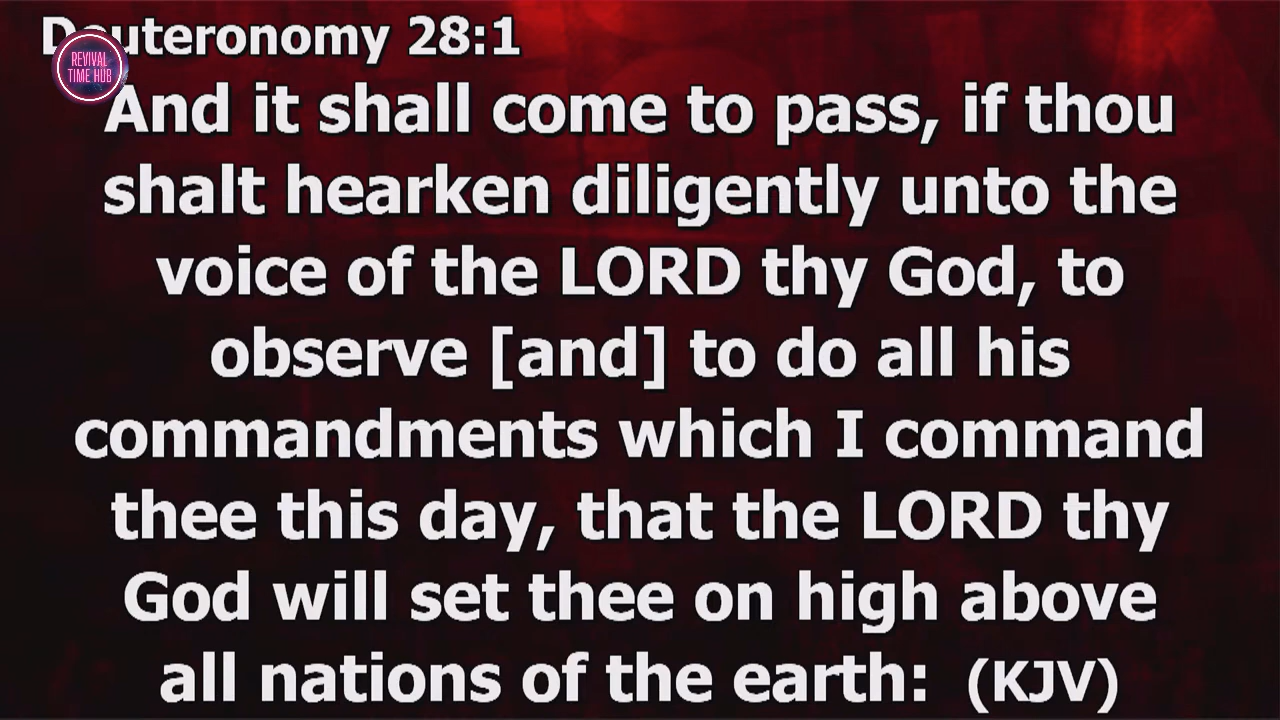 Deuteronomy 28:1
REVIVAL
TIME HUB
And it shall come to pass, if thou
shalt hearken diligently unto the
voice of the LORD thy God, to
observe [and] to do all his
commandments which I command
thee this day, that the LORD thy
God will set thee on high above
all nations of the earth: (KJV)